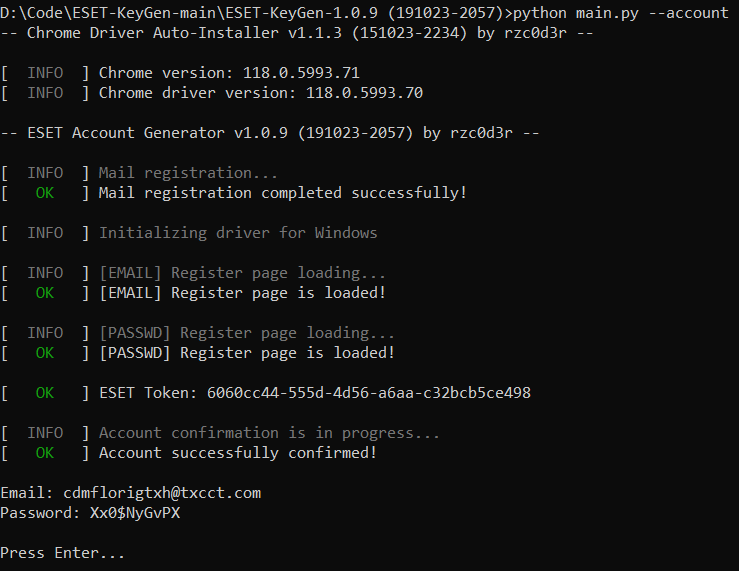 D:\Code\ESET-KeyGen-main\ESET-KeyGen-1.0.9 (191023-2057)>python main.py --account
-- Chrome Driver Auto-Installer v1.1.3 (151023-2234) by rzc0d3r --
[ INFO ] Chrome version: 118.0.5993.71
[ INFO ] Chrome driver version: 118.0.5993.70
-- ESET Account Generator v1.0.9 (191023-2057) by rzc0d3r --
[ INFO ] Mail registration...
[ OK ] Mail registration completed successfully!
[ INFO ] Initializing driver for Windows
[ INFO ] [EMAIL] Register page loading...
[ OK ] [EMAIL] Register page is loaded!
[ INFO ] [PASSWD] Register page loading...
[ OK ] [PASSWD] Register page is loaded!
[ OK ] ESET Token: 6060cc44-555d-4d56-a6aa-c32bcb5ce498
[ INFO ] Account confirmation is in progress...
[ OK ] Account successfully confirmed!
Email: cdmflorigtxh@txcct.com
Password: Xx0$NyGvPX
Press Enter...